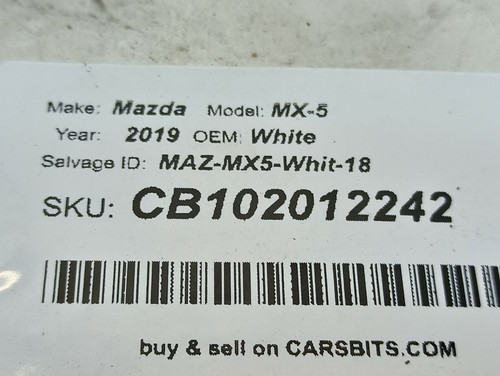 Make: Mazda Model: MX-5
Year: 2019 OEM: White
Salvage ID: MAZ-MX5-Whit-18
SKU: CB102012242
buy & sell on CARSBITS.COM